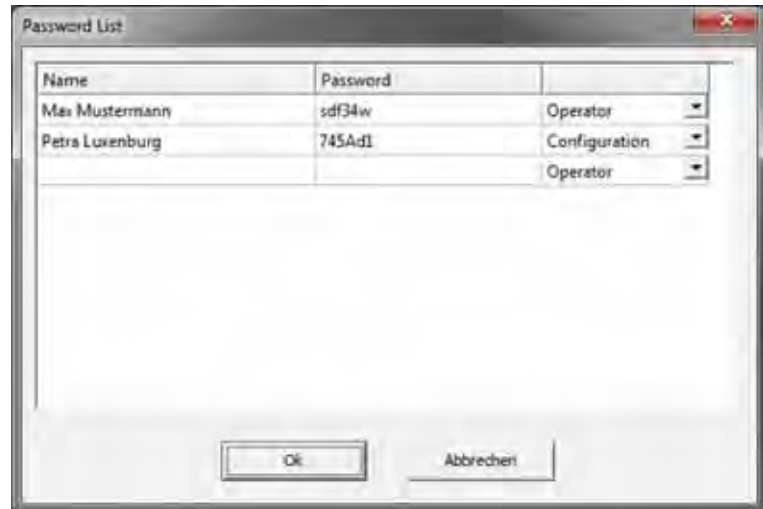 Password List
Name Password
Max Mustermann sdf34w Operator
Petra Luxenburg 745Ad1 Configuration
Operator
Ok Abbrechen